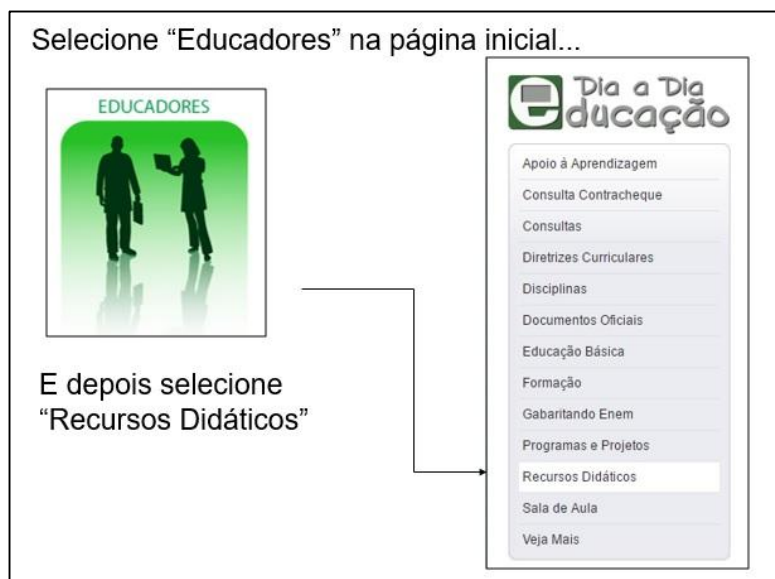 Selecione “Educadores” na página inicial...
EDUCADORES
E depois selecione
“Recursos Didáticos”
Dia a Dia
educação
Apoio à Aprendizagem
Consulta Contracheque
Consultas
Diretrizes Curriculares
Disciplinas
Documentos Oficiais
Educação Básica
Formação
Gabaritando Enem
Programas e Projetos
Recursos Didáticos
Sala de Aula
Veja Mais